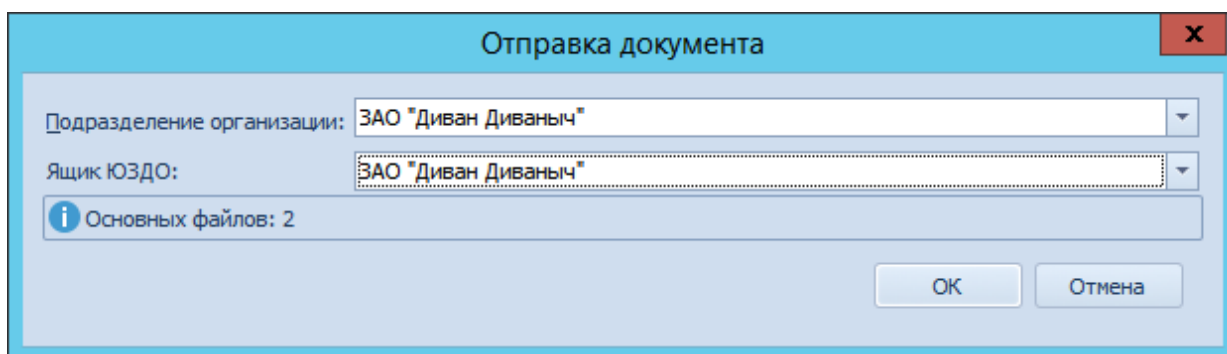 Отправка документа
x
Подразделение организации: ЗАО "Диван Диваныч"
Ящик ЮЗДО: ЗАО "Диван Диваныч"
i Основных файлов: 2
ОК Отмена